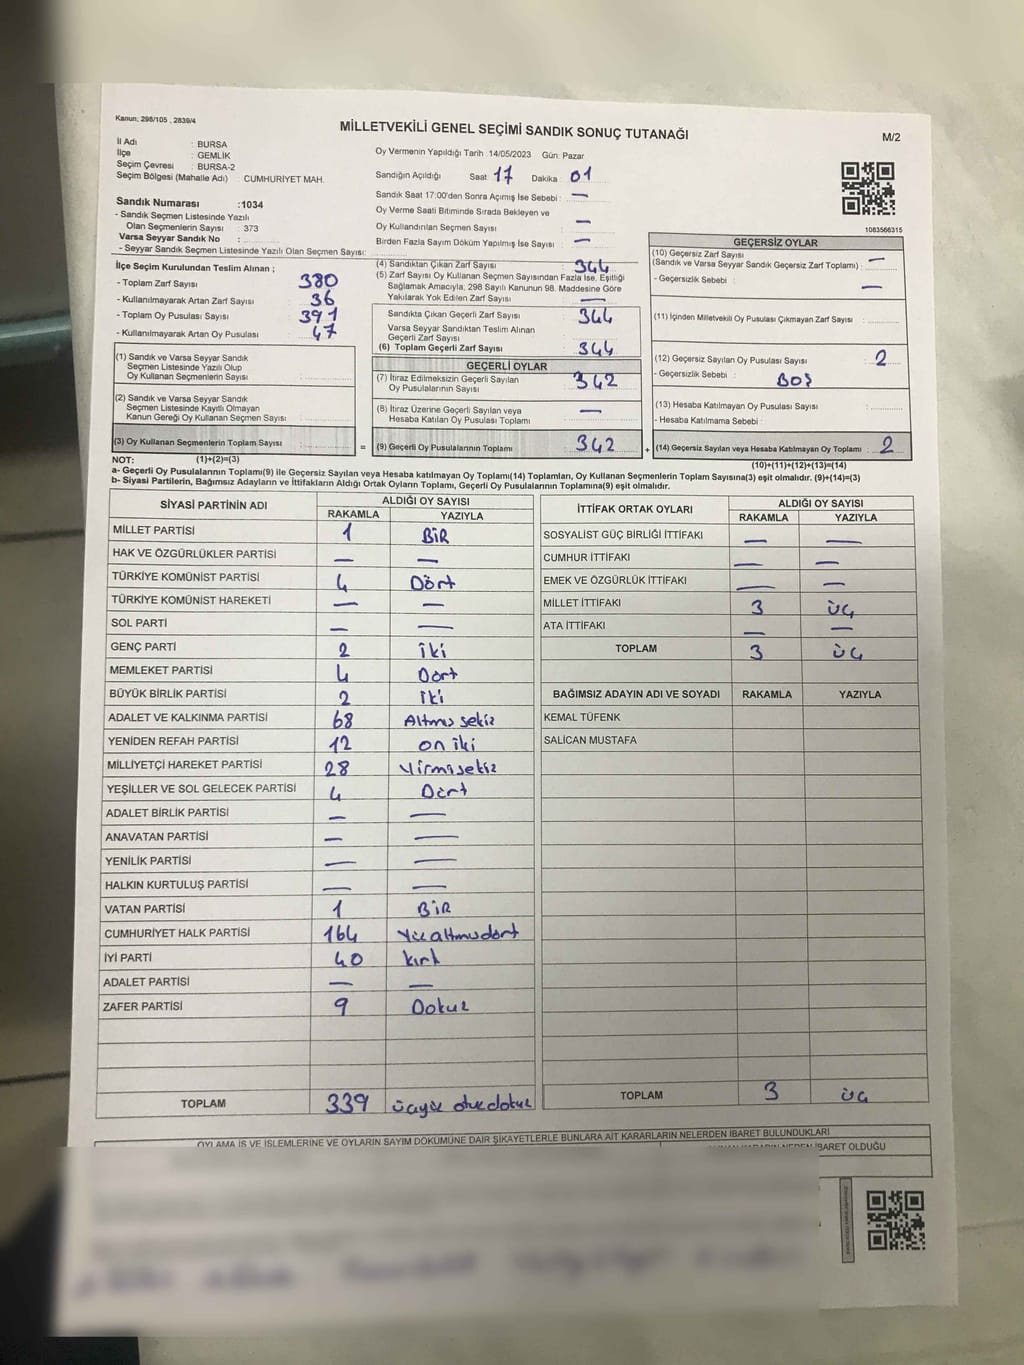 Kanun; 298/105 , 2839/4
MİLLETVEKİLİ GENEL SEÇİMİ SANDIK SONUÇ TUTANAĞI
M/2
İl Adı : BURSA
İlçe : GEMLİK
Seçim Çevresi : BURSA-2
Seçim Bölgesi (Mahalle Adı) : CUMHURİYET MAH.
Sandık Numarası :1034
- Sandık Seçmen Listesinde Yazılı
Olan Seçmenlerin Sayısı : 373
Varsa Seyyar Sandık No :
- Seyyar Sandık Seçmen Listesinde Yazılı Olan Seçmen Sayısı:
İlçe Seçim Kurulundan Teslim Alınan ;
- Toplam Zarf Sayısı 380
- Kullanılmayarak Artan Zarf Sayısı 36
- Toplam Oy Pusulası Sayısı 391
- Kullanılmayarak Artan Oy Pusulası 47
(1) Sandık ve Varsa Seyyar Sandık
Seçmen Listesinde Yazılı Olup
Oy Kullanan Seçmenlerin Sayısı :
(2) Sandık ve Varsa Seyyar Sandık
Seçmen Listesinde Kayıtlı Olmayan
Kanun Gereği Oy Kullanan Seçmen Sayısı :
(3) Oy Kullanan Seçmenlerin Toplam Sayısı :
Oy Vermenin Yapıldığı Tarih :14/05/2023 Gün: Pazar
Sandığın Açıldığı Saat : 17 Dakika : 01
Sandık Saat 17:00'den Sonra Açımış İse Sebebi : —
Oy Verme Saati Bitiminde Sırada Bekleyen ve
Oy Kullandırılan Seçmen Sayısı : —
Birden Fazla Sayım Döküm Yapılmış İse Sayısı : —
(4) Sandıktan Çıkan Zarf Sayısı : 344
(5) Zarf Sayısı Oy Kullanan Seçmen Sayısından Fazla İse, Eşitliği
Sağlamak Amacıyla, 298 Sayılı Kanunun 98. Maddesine Göre
Yakılarak Yok Edilen Zarf Sayısı : —
Sandıkta Çıkan Geçerli Zarf Sayısı : 344
Varsa Seyyar Sandıktan Teslim Alınan
Geçerli Zarf Sayısı :
(6) Toplam Geçerli Zarf Sayısı : 344
GEÇERLİ OYLAR
(7) İtiraz Edilmeksizin Geçerli Sayılan
Oy Pusulalarının Sayısı : 342
(8) İtiraz Üzerine Geçerli Sayılan veya
Hesaba Katılan Oy Pusulası Toplamı : —
= (9) Geçerli Oy Pusulalarının Toplamı : 342
1083566315
GEÇERSİZ OYLAR
(10) Geçersiz Zarf Sayısı
(Sandık ve Varsa Seyyar Sandık Geçersiz Zarf Toplamı) : —
- Geçersizlik Sebebi : —
(11) İçinden Milletvekili Oy Pusulası Çıkmayan Zarf Sayısı :
(12) Geçersiz Sayılan Oy Pusulası Sayısı : 2
- Geçersizlik Sebebi : BOŞ
(13) Hesaba Katılmayan Oy Pusulası Sayısı :
- Hesaba Katılmama Sebebi :
+ (14) Geçersiz Sayılan veya Hesaba Katılmayan Oy Toplamı : 2
NOT: (1)+(2)=(3)
(10)+(11)+(12)+(13)=(14)
a- Geçerli Oy Pusulalarının Toplamı(9) ile Geçersiz Sayılan veya Hesaba katılmayan Oy Toplamı(14) Toplamları, Oy Kullanan Seçmenlerin Toplam Sayısına(3) eşit olmalıdır. (9)+(14)=(3)
b- Siyasi Partilerin, Bağımsız Adayların ve İttifakların Aldığı Ortak Oyların Toplamı, Geçerli Oy Pusulalarının Toplamına(9) eşit olmalıdır.
SİYASİ PARTİNİN ADI ALDIĞI OY SAYISI
RAKAMLA YAZIYLA
MİLLET PARTİSİ 1 BİR
HAK VE ÖZGÜRLÜKLER PARTİSİ — —
TÜRKİYE KOMÜNİST PARTİSİ 4 Dört
TÜRKİYE KOMÜNİST HAREKETİ — —
SOL PARTİ — —
GENÇ PARTİ 2 İki
MEMLEKET PARTİSİ 4 Dört
BÜYÜK BİRLİK PARTİSİ 2 İki
ADALET VE KALKINMA PARTİSİ 68 Altmış sekiz
YENİDEN REFAH PARTİSİ 12 on iki
MİLLİYETÇİ HAREKET PARTİSİ 28 Yirmisekiz
YEŞİLLER VE SOL GELECEK PARTİSİ 4 Dört
ADALET BİRLİK PARTİSİ — —
ANAVATAN PARTİSİ — —
YENİLİK PARTİSİ — —
HALKIN KURTULUŞ PARTİSİ — —
VATAN PARTİSİ 1 BİR
CUMHURİYET HALK PARTİSİ 164 Yüzaltmışdört
İYİ PARTİ 40 kırk
ADALET PARTİSİ — —
ZAFER PARTİSİ 9 Dokuz
TOPLAM 339 üçyüz otuzdokuz
İTTİFAK ORTAK OYLARI ALDIĞI OY SAYISI
RAKAMLA YAZIYLA
SOSYALİST GÜÇ BİRLİĞİ İTTİFAKI — —
CUMHUR İTTİFAKI — —
EMEK VE ÖZGÜRLÜK İTTİFAKI — —
MİLLET İTTİFAKI 3 üç
ATA İTTİFAKI — —
TOPLAM 3 üç
BAĞIMSIZ ADAYIN ADI VE SOYADI RAKAMLA YAZIYLA
KEMAL TÜFENK
SALİCAN MUSTAFA
TOPLAM 3 üç
OYLAMA İŞ VE İŞLEMLERİNE VE OYLARIN SAYIM DÖKÜMÜNE DAİR ŞİKAYETLERLE BUNLARA AİT KARARLARIN NELERDEN İBARET BULUNDUKLARI
İBARET OLDUĞU